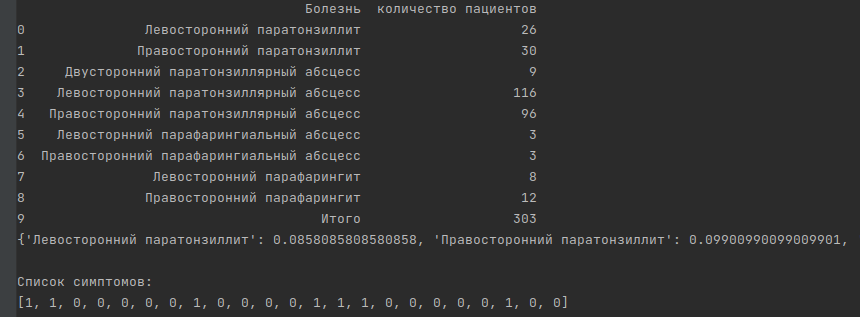 Болезнь количество пациентов
0 Левосторонний паратонзиллит 26
1 Правосторонний паратонзиллит 30
2 Двусторонний паратонзиллярный абсцесс 9
3 Левосторонний паратонзиллярный абсцесс 116
4 Правосторонний паратонзиллярный абсцесс 96
5 Левосторнний парафарингиальный абсцесс 3
6 Правосторонний парафарингиальный абсцесс 3
7 Левосторонний парафарингит 8
8 Правосторонний парафарингит 12
9 Итого 303
{'Левосторонний паратонзиллит': 0.0858085808580858, 'Правосторонний паратонзиллит': 0.09900990099009901,
Список симптомов:
[1, 1, 0, 0, 0, 0, 0, 1, 0, 0, 0, 0, 1, 1, 1, 0, 0, 0, 0, 0, 1, 0, 0]